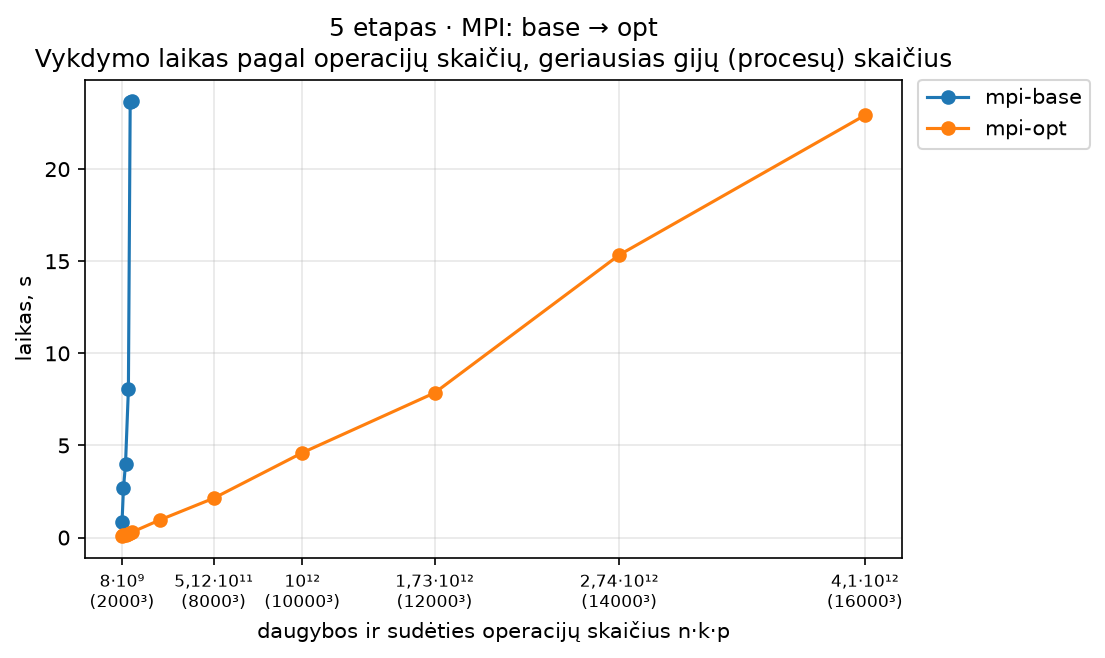 5 etapas · MPI: base → opt
Vykdymo laikas pagal operacijų skaičių, geriausias gijų (procesų) skaičius
mpi-base
mpi-opt
laikas, s
20
15
10
5
0
8·10⁹ 5,12·10¹¹ 10¹² 1,73·10¹² 2,74·10¹² 4,1·10¹²
(2000³) (8000³) (10000³) (12000³) (14000³) (16000³)
daugybos ir sudėties operacijų skaičius n·k·p